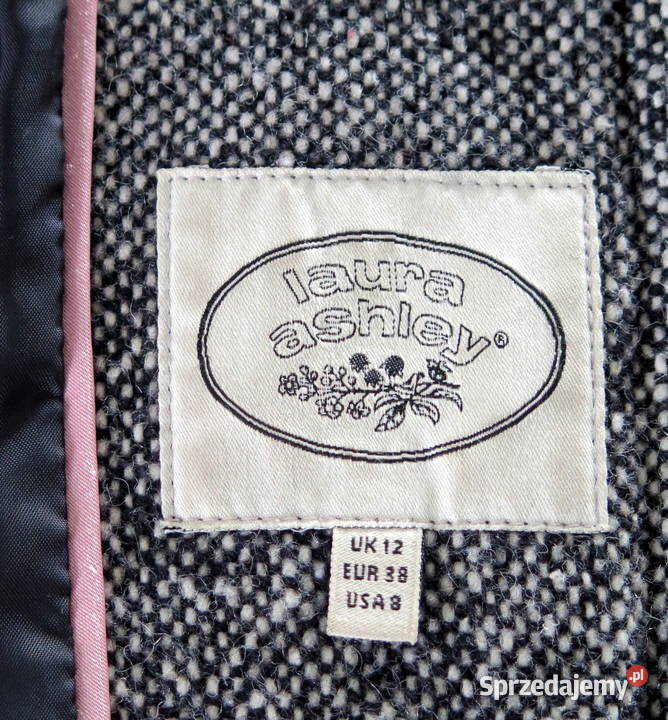 laura
ashley®
UK 12
EUR 38
USA 8
Sprzedajemy.pl